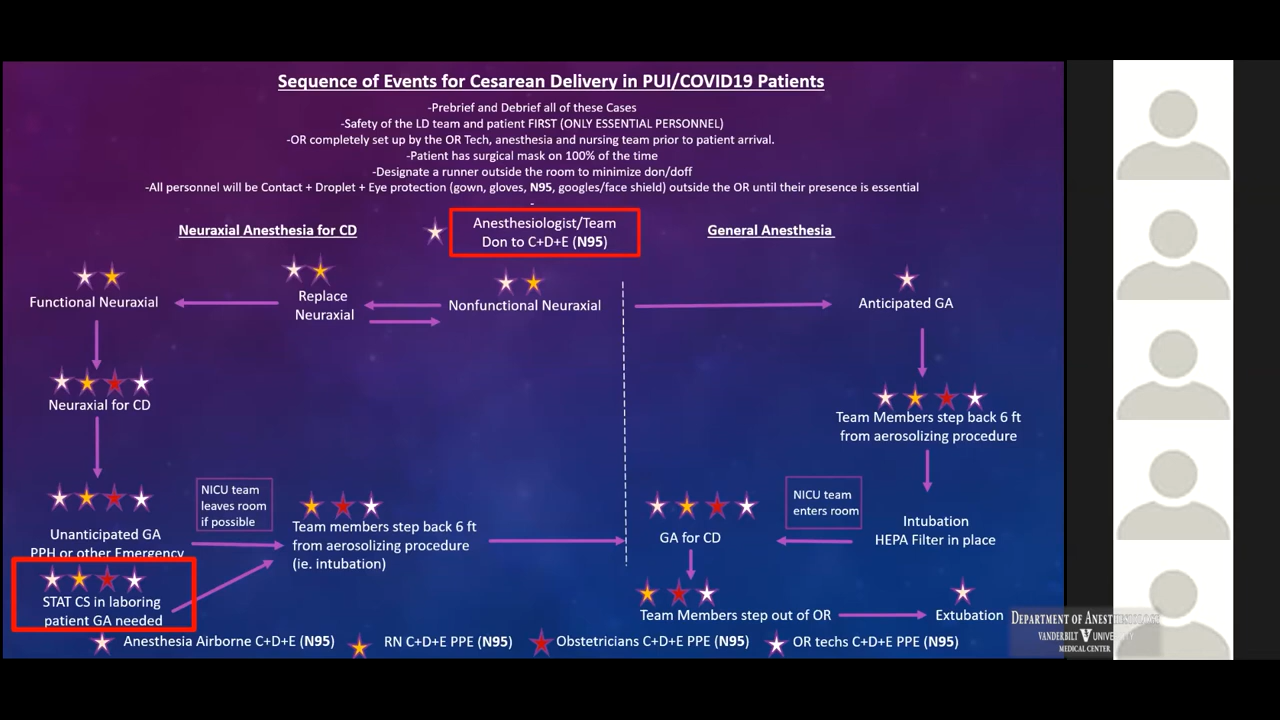 Sequence of Events for Cesarean Delivery in PUI/COVID19 Patients
-Prebrief and Debrief all of these Cases
-Safety of the LD team and patient FIRST (ONLY ESSENTIAL PERSONNEL)
-OR completely set up by the OR Tech, anesthesia and nursing team prior to patient arrival.
-Patient has surgical mask on 100% of the time
-Designate a runner outside the room to minimize don/doff
-All personnel will be Contact + Droplet + Eye protection (gown, gloves, N95, googles/face shield) outside the OR until their presence is essential
-
Neuraxial Anesthesia for CD
Anesthesiologist/Team
Don to C+D+E (N95)
General Anesthesia
Functional Neuraxial
Replace
Neuraxial
Nonfunctional Neuraxial
Anticipated GA
Neuraxial for CD
Team Members step back 6 ft
from aerosolizing procedure
Unanticipated GA
PPH or other Emergency
NICU team
leaves room
if possible
Team members step back 6 ft
from aerosolizing procedure
(ie. intubation)
GA for CD
NICU team
enters room
Intubation
HEPA Filter in place
STAT CS in laboring
patient GA needed
Team Members step out of OR
Extubation
Anesthesia Airborne C+D+E (N95)
RN C+D+E PPE (N95)
Obstetricians C+D+E PPE (N95)
OR techs C+D+E PPE (N95)
VANDERBILT UNIVERSITY
MEDICAL CENTER